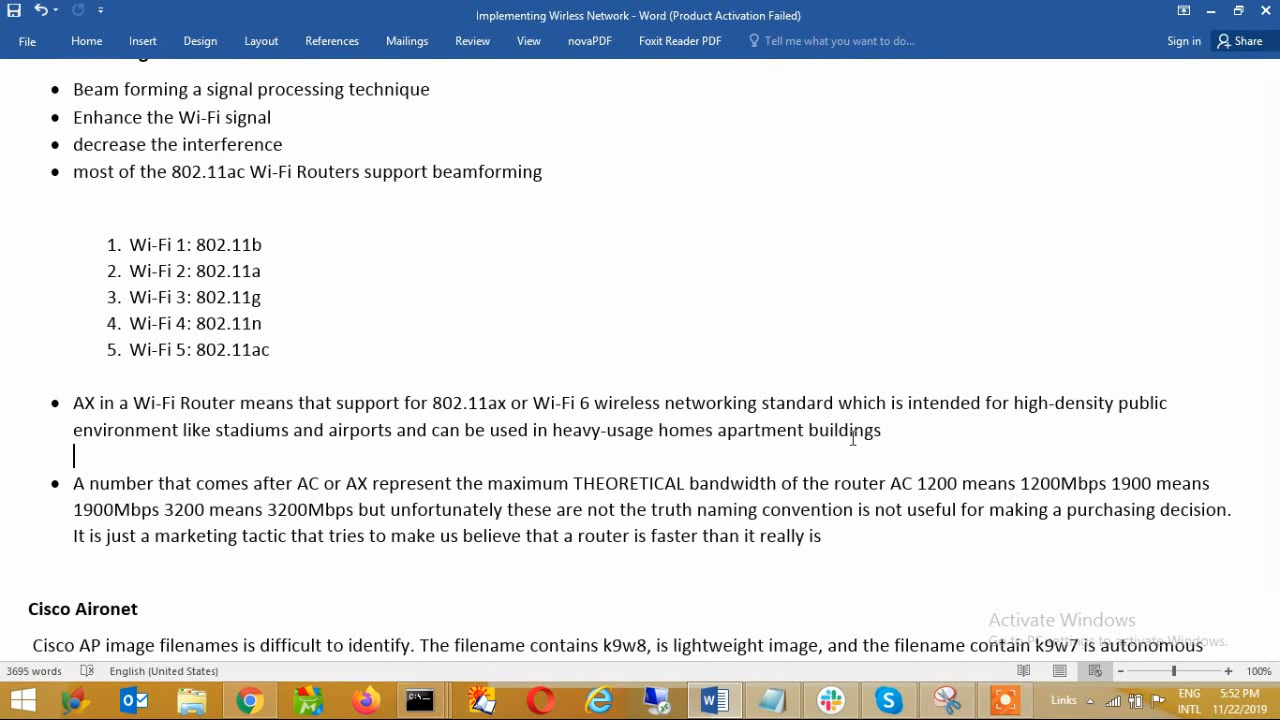 Implementing Wirless Network - Word (Product Activation Failed)
File Home Insert Design Layout References Mailings Review View novaPDF Foxit Reader PDF Tell me what you want to do... Sign in Share
• Beam forming a signal processing technique
• Enhance the Wi-Fi signal
• decrease the interference
• most of the 802.11ac Wi-Fi Routers support beamforming
1. Wi-Fi 1: 802.11b
2. Wi-Fi 2: 802.11a
3. Wi-Fi 3: 802.11g
4. Wi-Fi 4: 802.11n
5. Wi-Fi 5: 802.11ac
• AX in a Wi-Fi Router means that support for 802.11ax or Wi-Fi 6 wireless networking standard which is intended for high-density public
environment like stadiums and airports and can be used in heavy-usage homes apartment buildings
• A number that comes after AC or AX represent the maximum THEORETICAL bandwidth of the router AC 1200 means 1200Mbps 1900 means
1900Mbps 3200 means 3200Mbps but unfortunately these are not the truth naming convention is not useful for making a purchasing decision.
It is just a marketing tactic that tries to make us believe that a router is faster than it really is
Cisco Aironet
Activate Windows
Go to PC settings to activate Windows.
Cisco AP image filenames is difficult to identify. The filename contains k9w8, is lightweight image, and the filename contain k9w7 is autonomous
3695 words English (United States) 100%
Links ENG 5:52 PM
INTL 11/22/2019